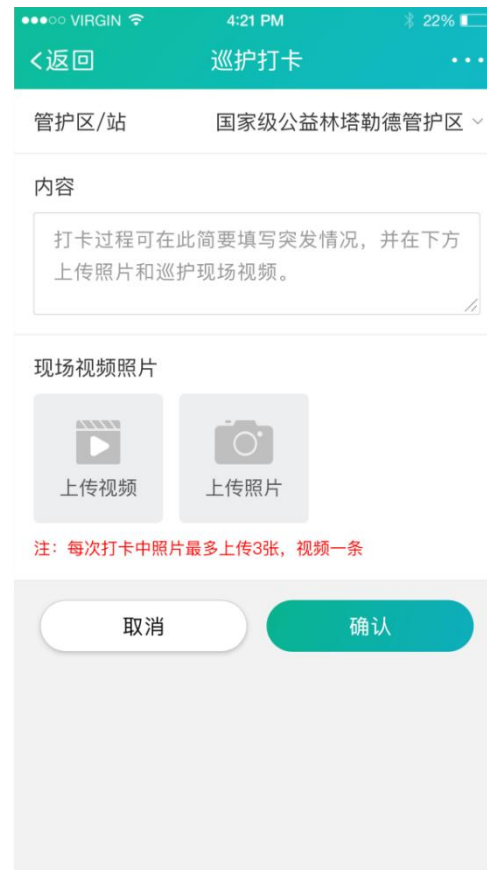 VIRGIN 4:21 PM 22%
<返回 巡护打卡 ...
管护区/站 国家级公益林塔勒德管护区
内容
打卡过程可在此简要填写突发情况，并在下方
上传照片和巡护现场视频。
现场视频照片
上传视频 上传照片
注：每次打卡中照片最多上传3张，视频一条
取消 确认